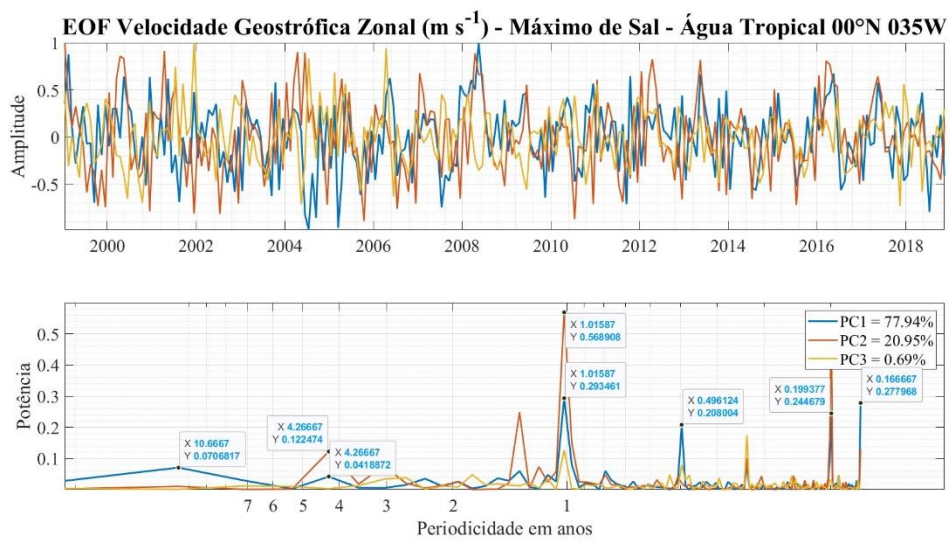 EOF Velocidade Geostrófica Zonal (m s⁻¹) - Máximo de Sal - Água Tropical 00°N 035W
Amplitude
1
0.5
0
-0.5
2000 2002 2004 2006 2008 2010 2012 2014 2016 2018
Potência
0.5
0.4
0.3
0.2
0.1
PC1 = 77.94%
PC2 = 20.95%
PC3 = 0.69%
X 10.6667
Y 0.0706817
X 4.26667
Y 0.122474
X 4.26667
Y 0.0418872
X 1.01587
Y 0.568908
X 1.01587
Y 0.293461
X 0.496124
Y 0.208004
X 0.199377
Y 0.244679
X 0.166667
Y 0.277968
7 6 5 4 3 2 1
Periodicidade em anos